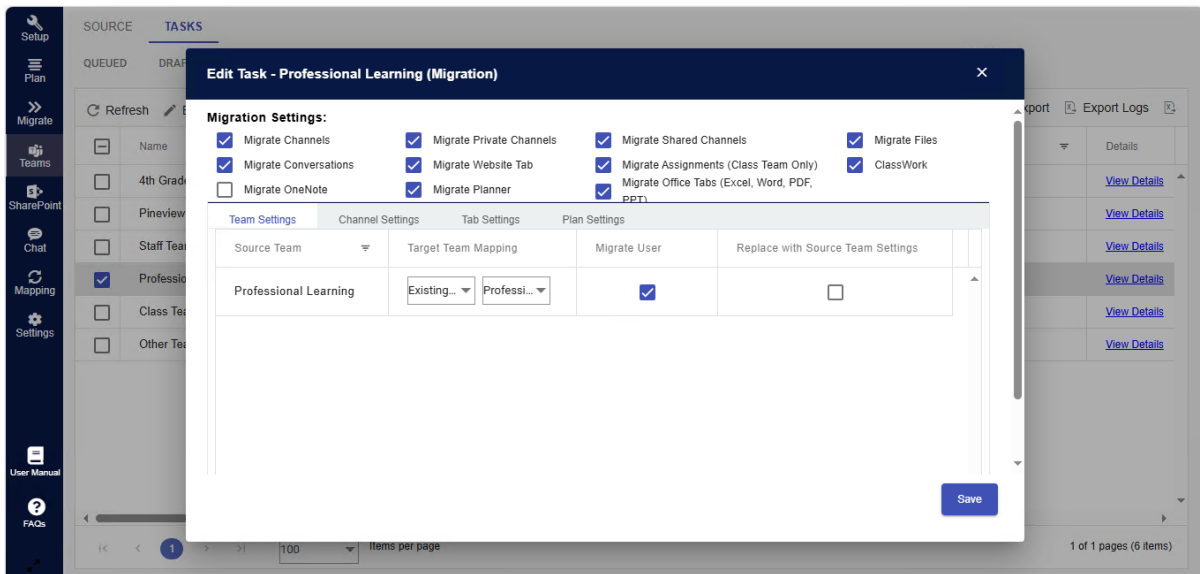 Setup
Plan
Migrate
Teams
SharePoint
Chat
Mapping
Settings
User Manual
FAQs
SOURCE TASKS
QUEUED DRAF
Refresh E
xport Export Logs
Name Details
4th Grade View Details
Pineview View Details
Staff Tea View Details
Professio View Details
Class Tea View Details
Other Tea View Details
Edit Task - Professional Learning (Migration)
Migration Settings:
Migrate Channels Migrate Private Channels Migrate Shared Channels Migrate Files
Migrate Conversations Migrate Website Tab Migrate Assignments (Class Team Only) ClassWork
Migrate OneNote Migrate Planner Migrate Office Tabs (Excel, Word, PDF,
PPT)
Team Settings Channel Settings Tab Settings Plan Settings
Source Team Target Team Mapping Migrate User Replace with Source Team Settings
Professional Learning Existing... Professi...
Save
1 100 Items per page 1 of 1 pages (6 items)